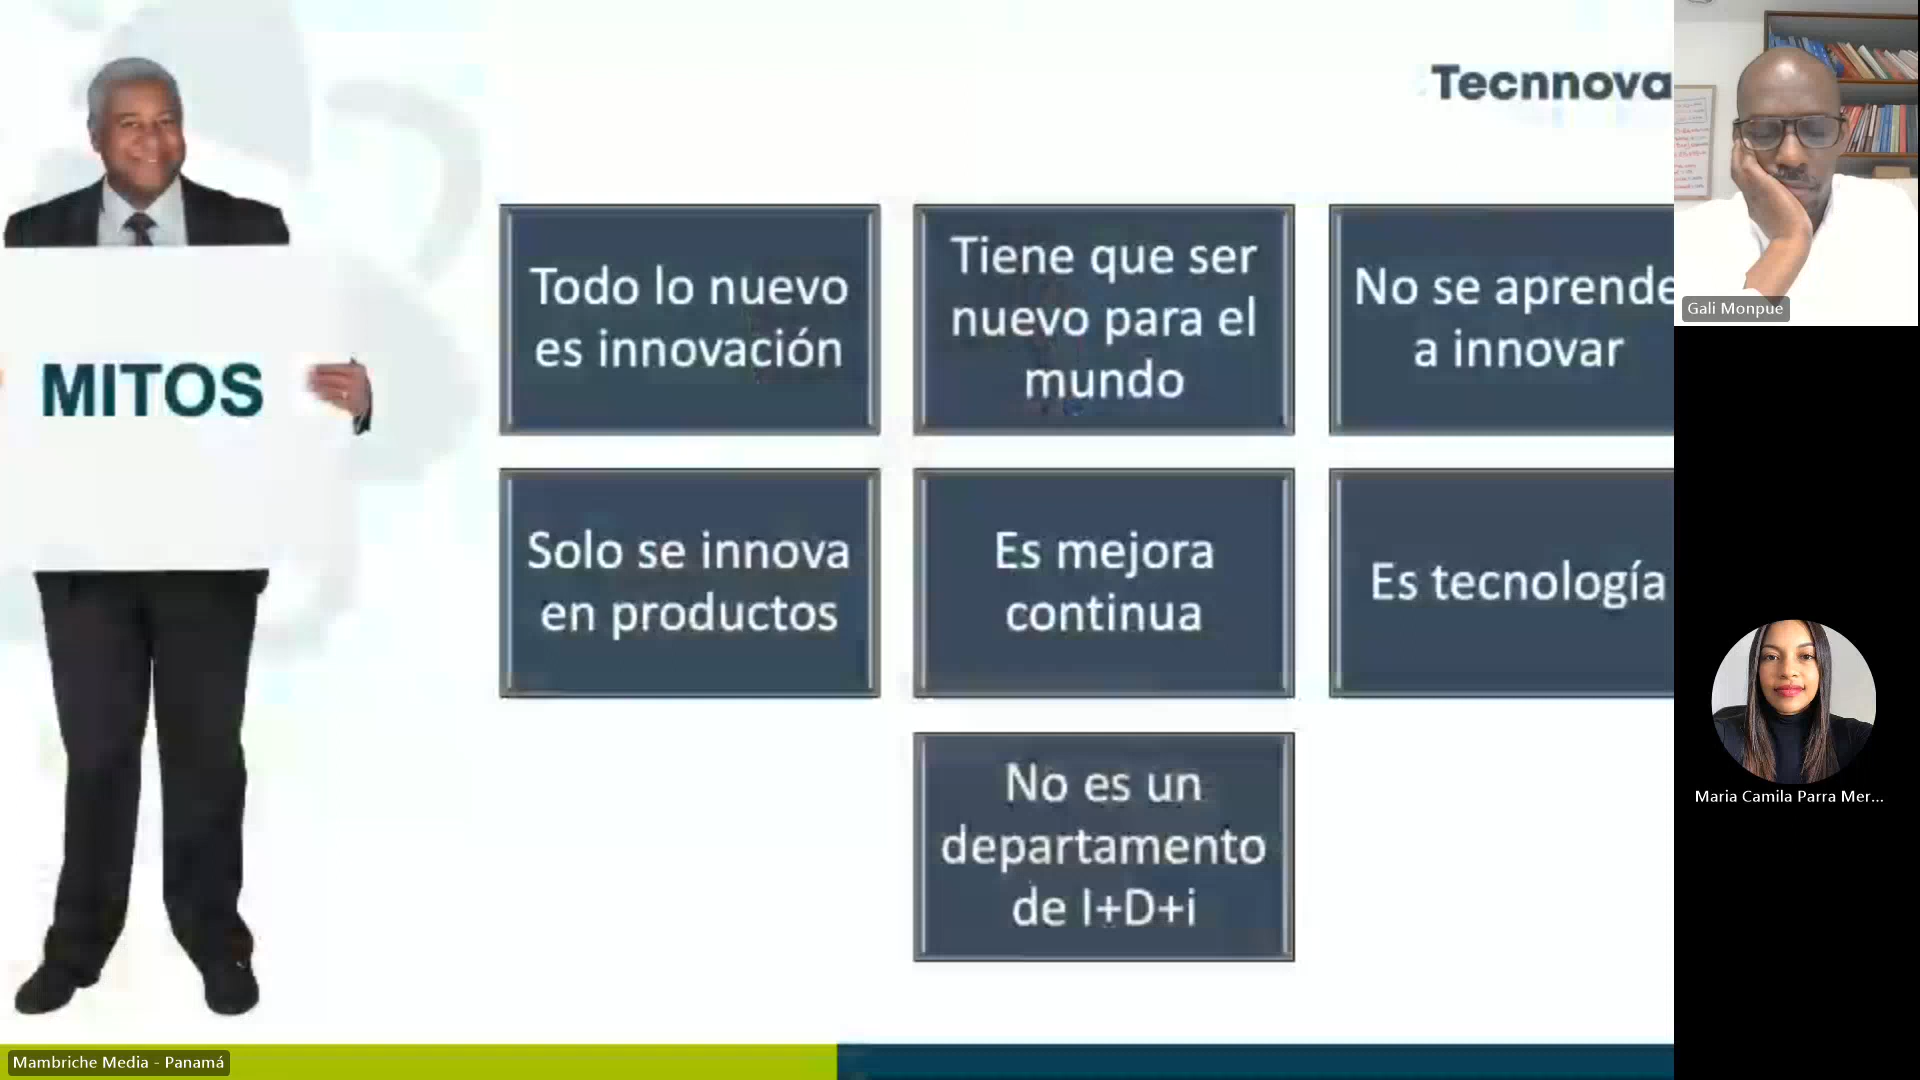 Tecnnova
MITOS
Todo lo nuevo
es innovación
Tiene que ser
nuevo para el
mundo
No se aprende
a innovar
Solo se innova
en productos
Es mejora
continua
Es tecnología
No es un
departamento
de I+D+i
Gali Monpue
Maria Camila Parra Mer...
Mambriche Media - Panamá